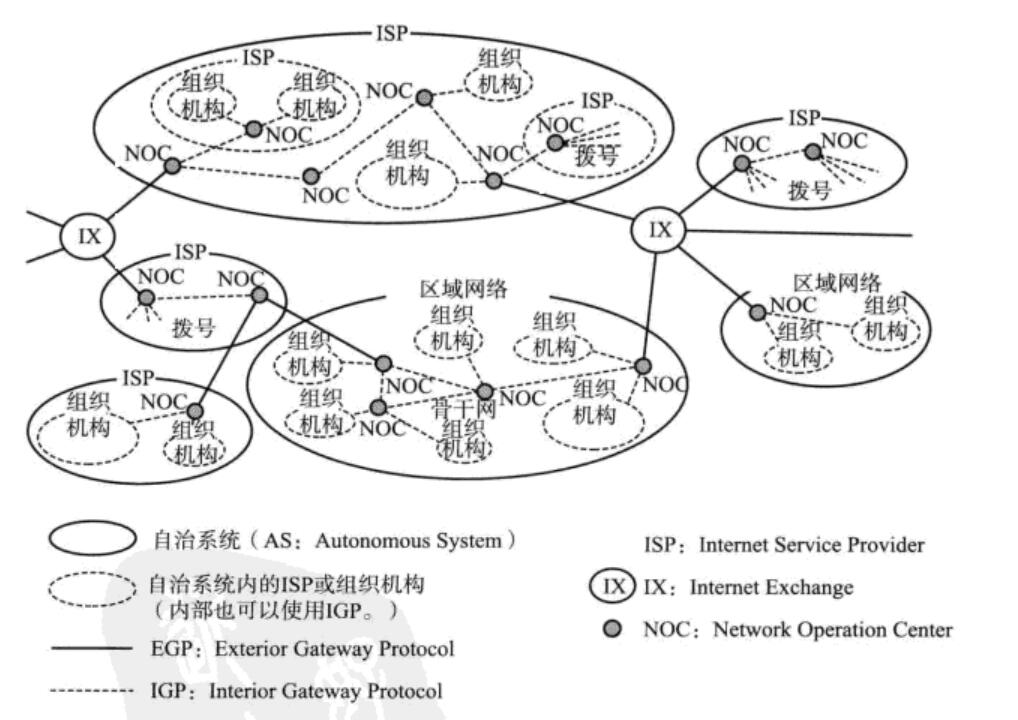 ISP
ISP
组织
机构
组织
机构
NOC
NOC
组织
机构
ISP
NOC
拨号
NOC
NOC
组织
机构
NOC
ISP
NOC
NOC
拨号
IX
IX
ISP
NOC
NOC
拨号
区域网络
组织
机构
组织
机构
组织
机构
NOC
组织
机构
NOC
骨干网
NOC
组织
机构
组织
机构
NOC
区域网络
NOC
组织
机构
组织
机构
ISP
组织
机构
NOC
组织
机构
自治系统（AS：Autonomous System）
自治系统内的ISP或组织机构
（内部也可以使用IGP。）
EGP：Exterior Gateway Protocol
IGP：Interior Gateway Protocol
ISP：Internet Service Provider
IX
IX：Internet Exchange
NOC：Network Operation Center